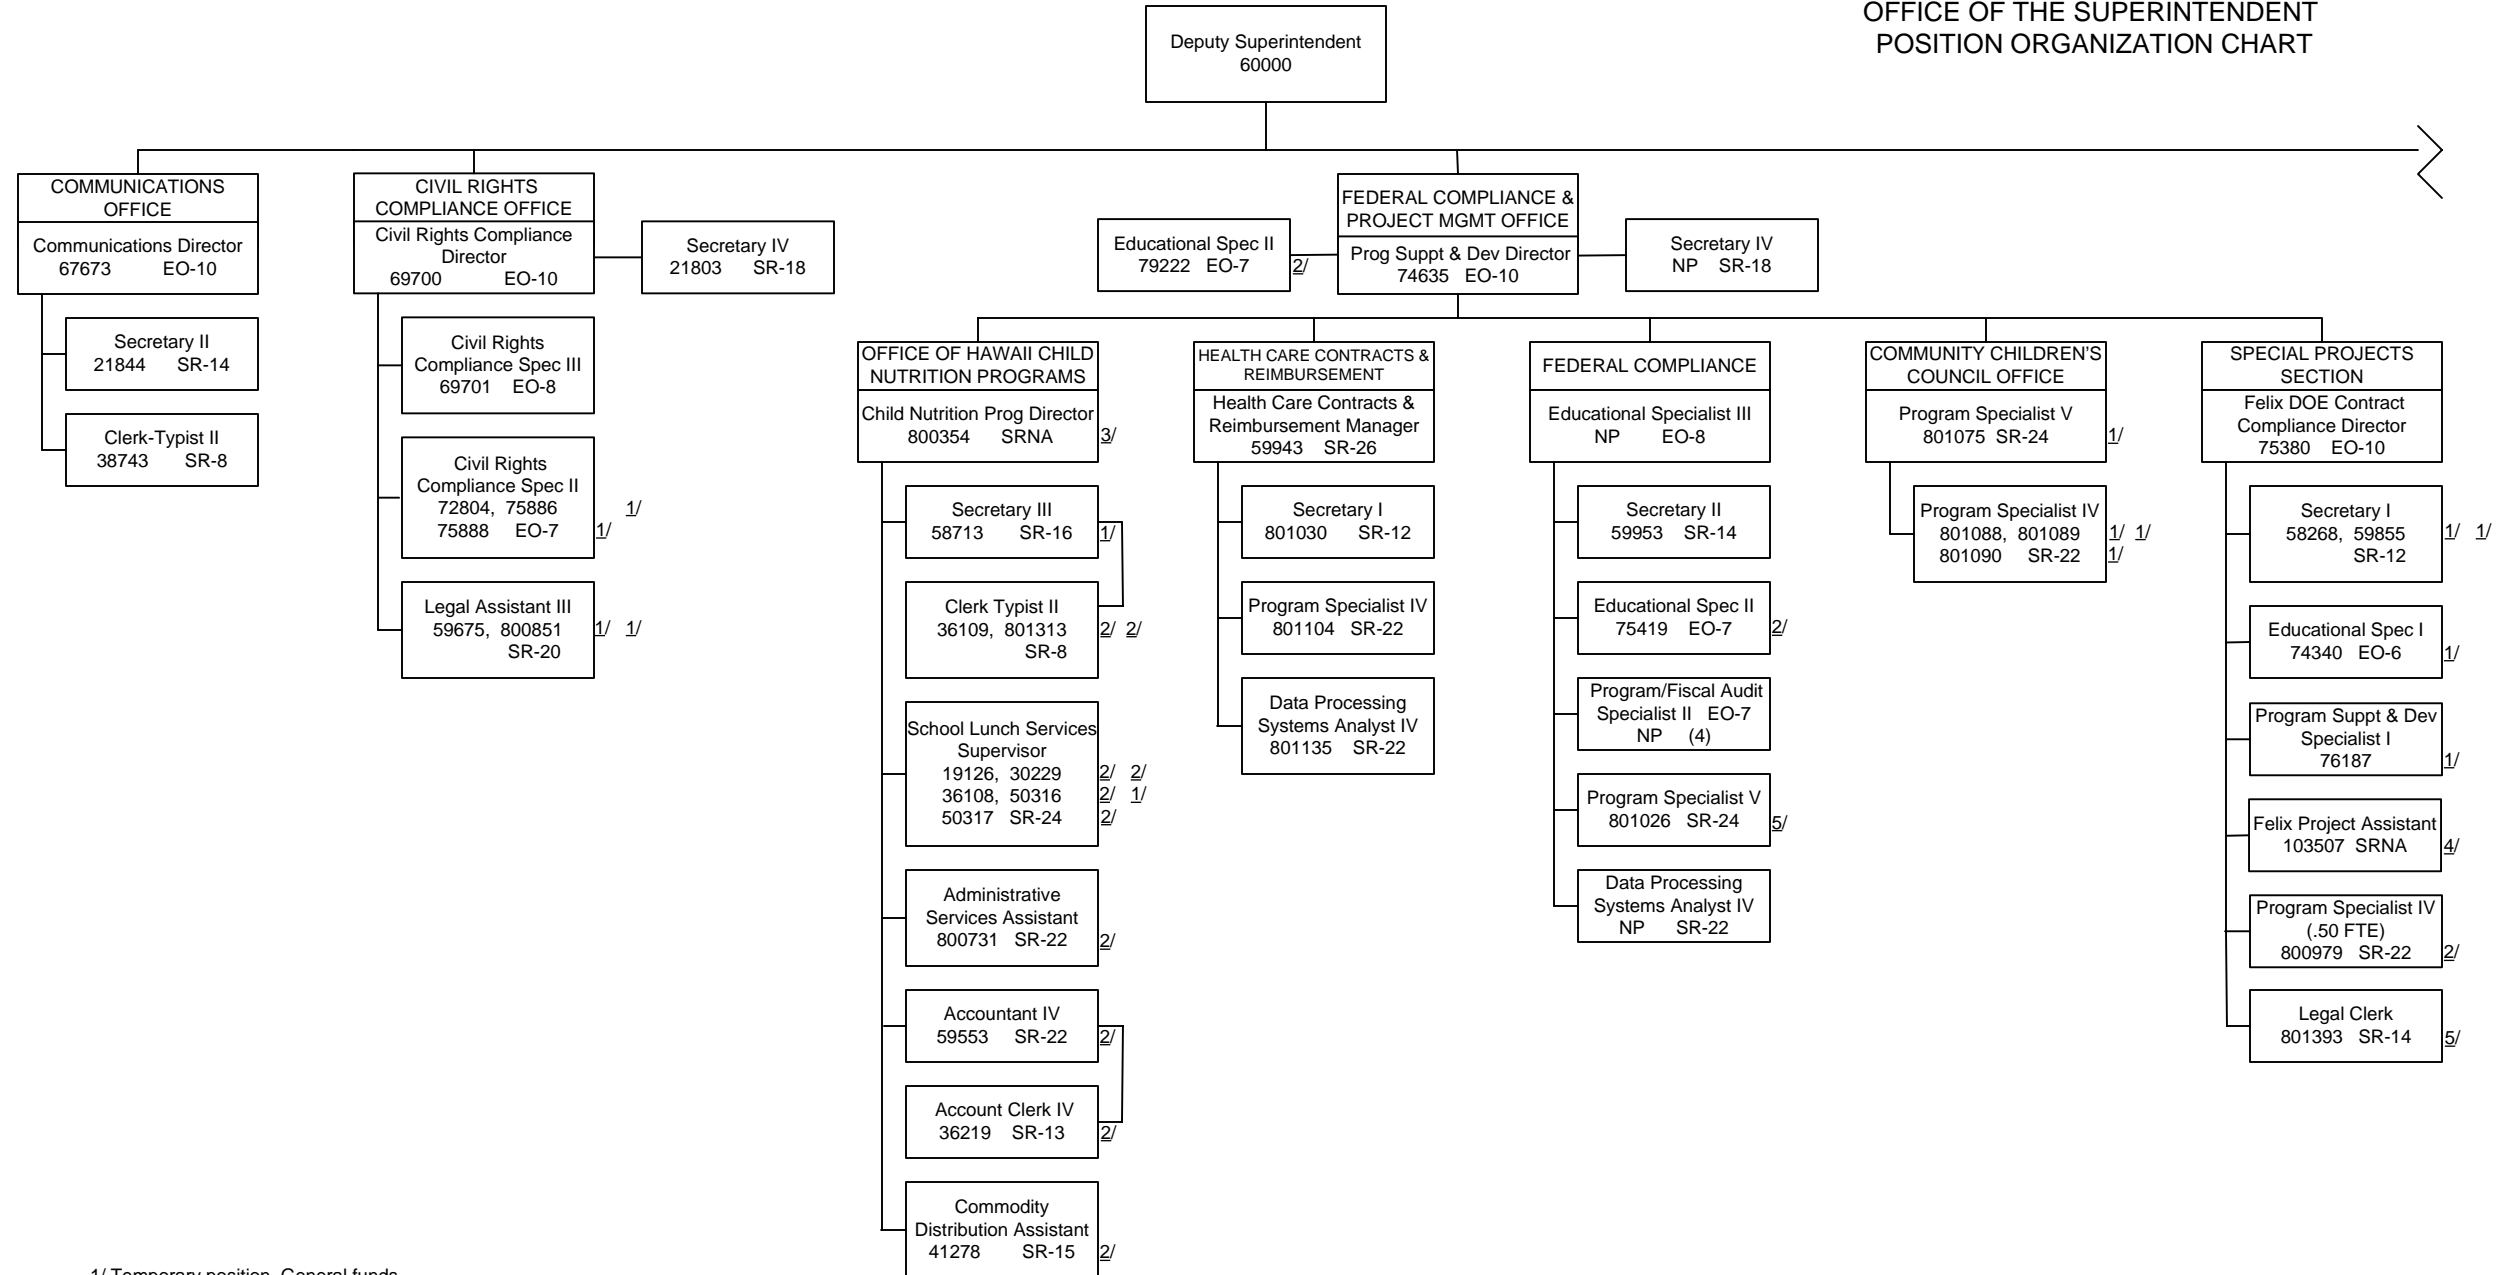 OFFICE OF THE SUPERINTENDENT
POSITION ORGANIZATION CHART
Deputy Superintendent
60000
COMMUNICATIONS
OFFICE
Communications Director
67673 EO-10
Secretary II
21844 SR-14
Clerk-Typist II
38743 SR-8
CIVIL RIGHTS
COMPLIANCE OFFICE
Civil Rights Compliance
Director
69700 EO-10
Secretary IV
21803 SR-18
Civil Rights
Compliance Spec III
69701 EO-8
Civil Rights
Compliance Spec II
72804, 75886 1/
75888 EO-7 1/
Legal Assistant III
59675, 800851 1/ 1/
SR-20
FEDERAL COMPLIANCE &
PROJECT MGMT OFFICE
Prog Suppt & Dev Director
74635 EO-10
Educational Spec II
79222 EO-7 2/
Secretary IV
NP SR-18
OFFICE OF HAWAII CHILD
NUTRITION PROGRAMS
Child Nutrition Prog Director
800354 SRNA 3/
Secretary III
58713 SR-16 1/
Clerk Typist II
36109, 801313 2/ 2/
SR-8
School Lunch Services
Supervisor
19126, 30229 2/ 2/
36108, 50316 2/ 1/
50317 SR-24 2/
Administrative
Services Assistant
800731 SR-22 2/
Accountant IV
59553 SR-22 2/
Account Clerk IV
36219 SR-13 2/
Commodity
Distribution Assistant
41278 SR-15 2/
HEALTH CARE CONTRACTS &
REIMBURSEMENT
Health Care Contracts &
Reimbursement Manager
59943 SR-26
Secretary I
801030 SR-12
Program Specialist IV
801104 SR-22
Data Processing
Systems Analyst IV
801135 SR-22
FEDERAL COMPLIANCE
Educational Specialist III
NP EO-8
Secretary II
59953 SR-14
Educational Spec II
75419 EO-7 2/
Program/Fiscal Audit
Specialist II EO-7
NP (4)
Program Specialist V
801026 SR-24 5/
Data Processing
Systems Analyst IV
NP SR-22
COMMUNITY CHILDREN'S
COUNCIL OFFICE
Program Specialist V
801075 SR-24 1/
Program Specialist IV
801088, 801089 1/ 1/
801090 SR-22 1/
SPECIAL PROJECTS
SECTION
Felix DOE Contract
Compliance Director
75380 EO-10
Secretary I
58268, 59855 1/ 1/
SR-12
Educational Spec I
74340 EO-6 1/
Program Suppt & Dev
Specialist I
76187 1/
Felix Project Assistant
103507 SRNA 4/
Program Specialist IV
(.50 FTE)
800979 SR-22 2/
Legal Clerk
801393 SR-14 5/
1/ Temporary position, General funds